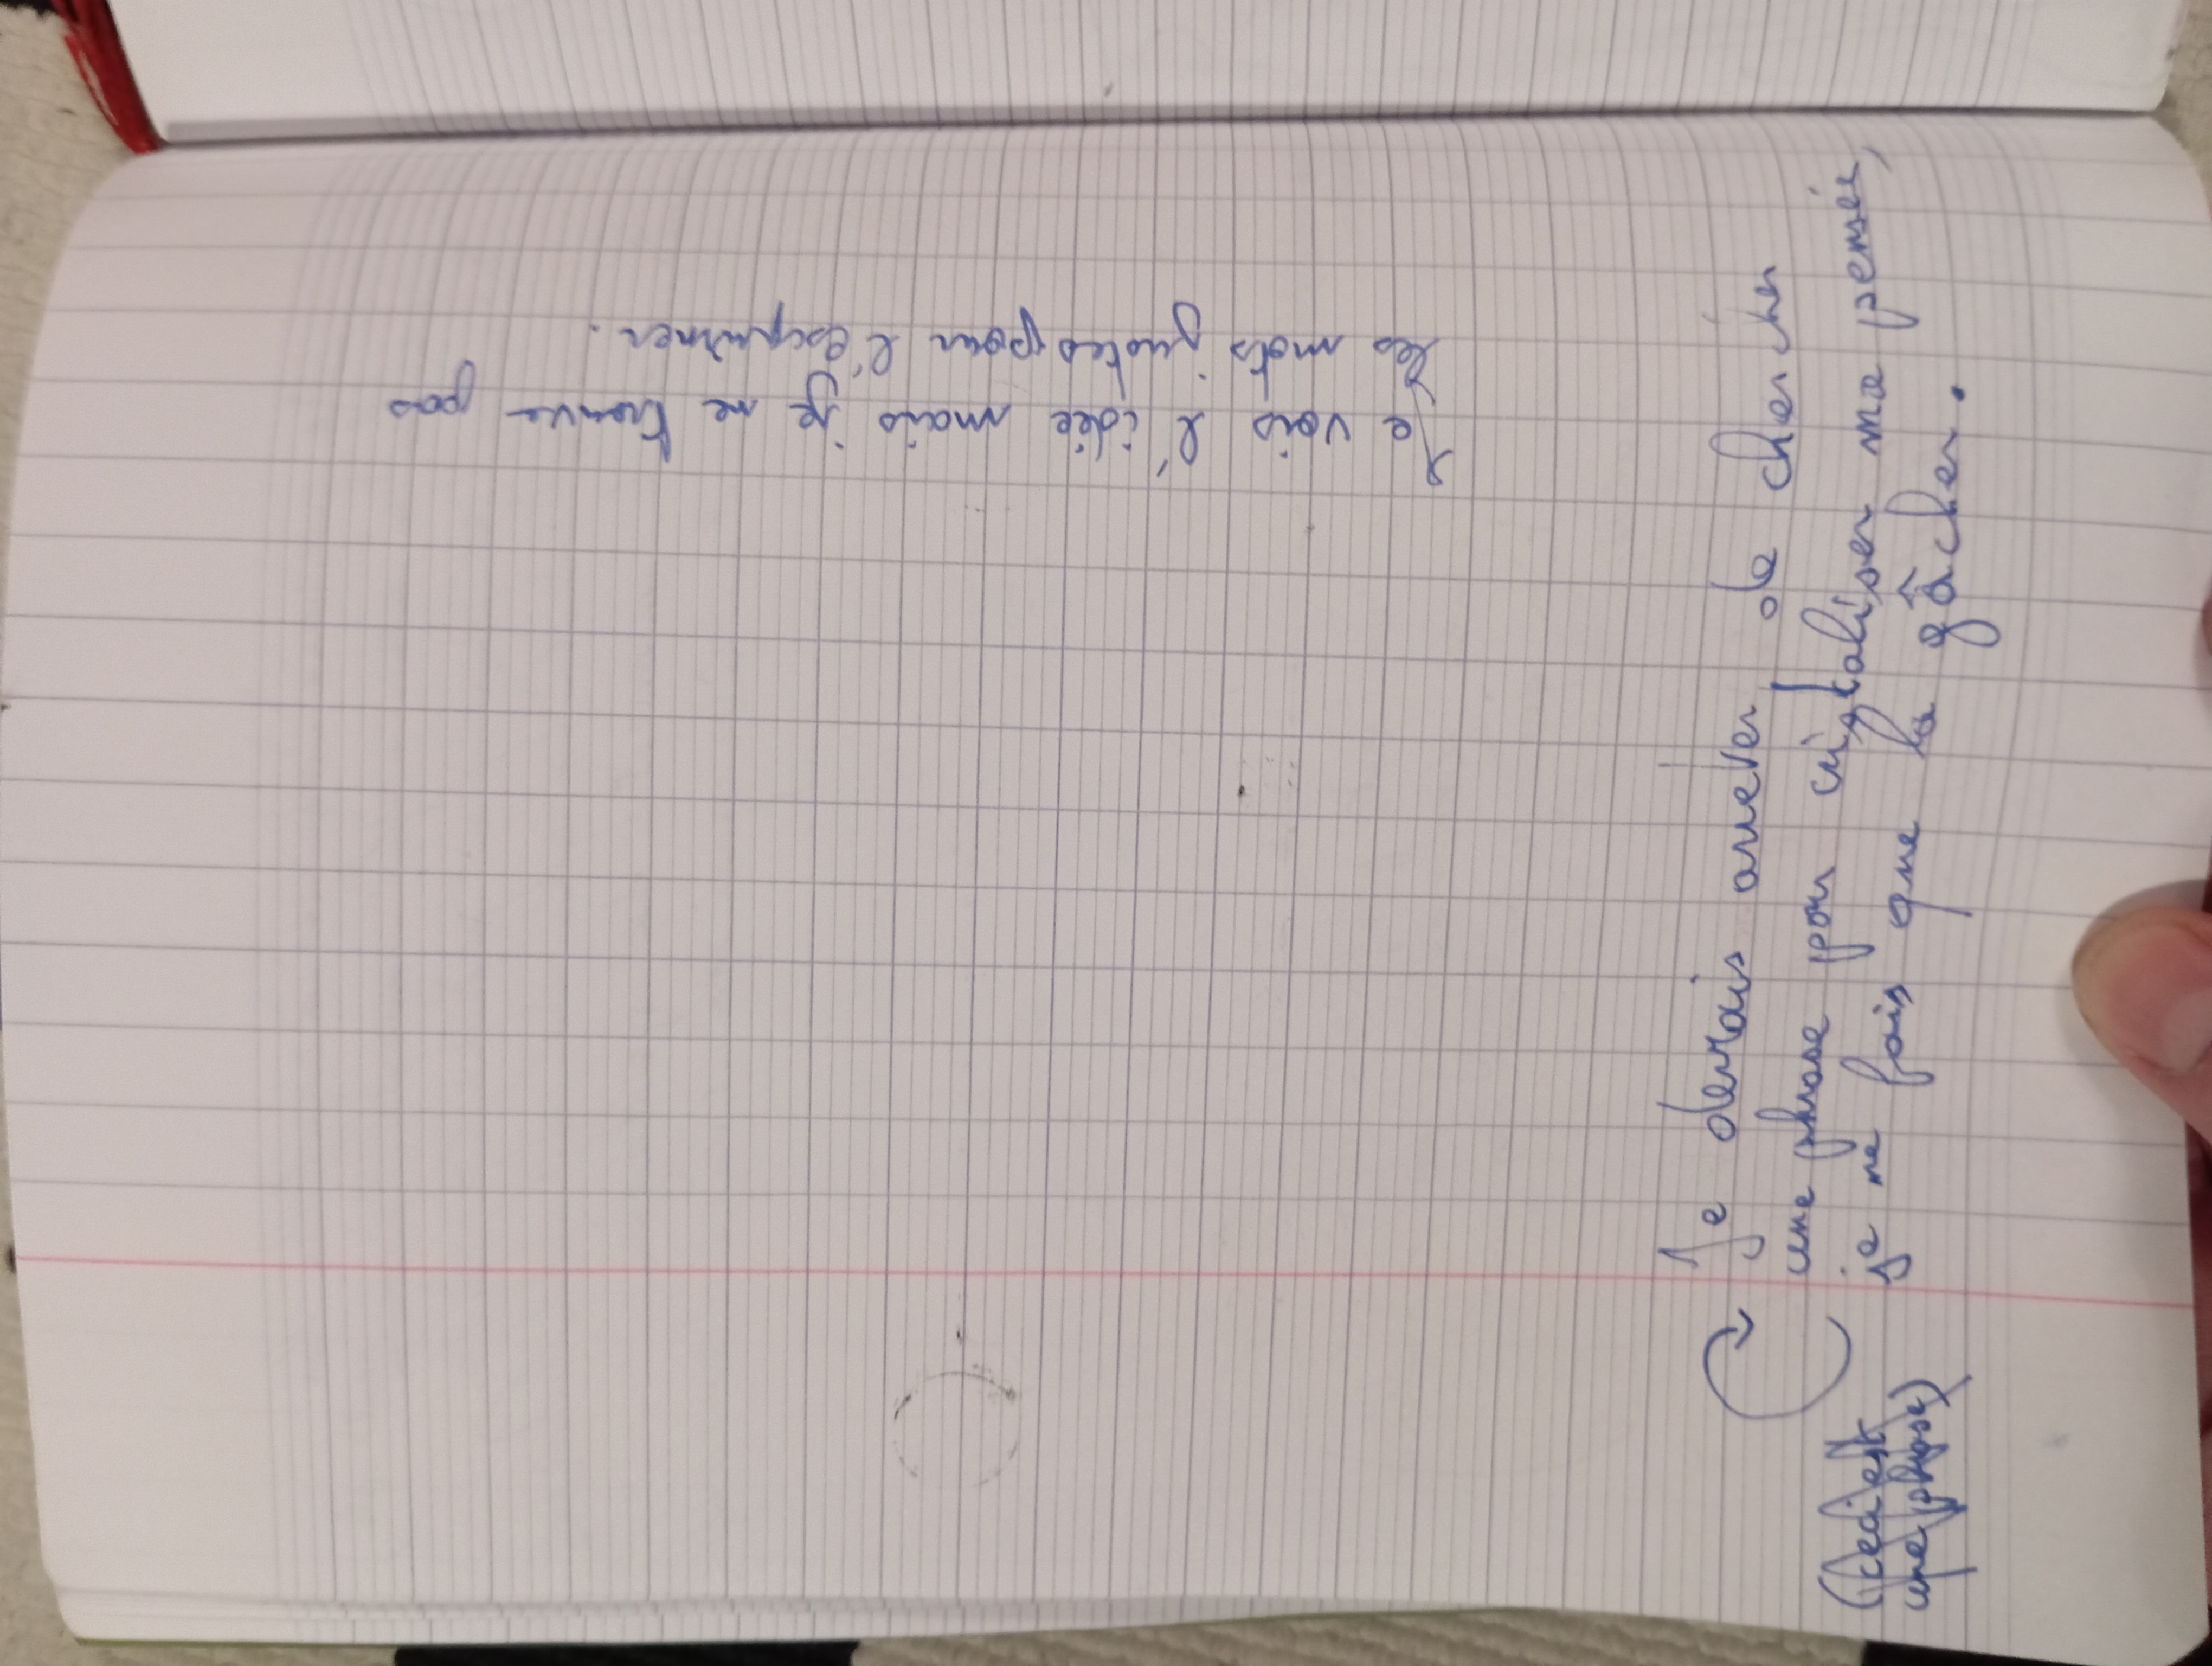 Je vois l'idée mais je ne trouve pas
les mots justes pour l'exprimer.
Je devrais arrêter de chercher
une phrase pour cristaliser ma pensée,
je ne fais que la gâcher.
(ceci est
une phrase)